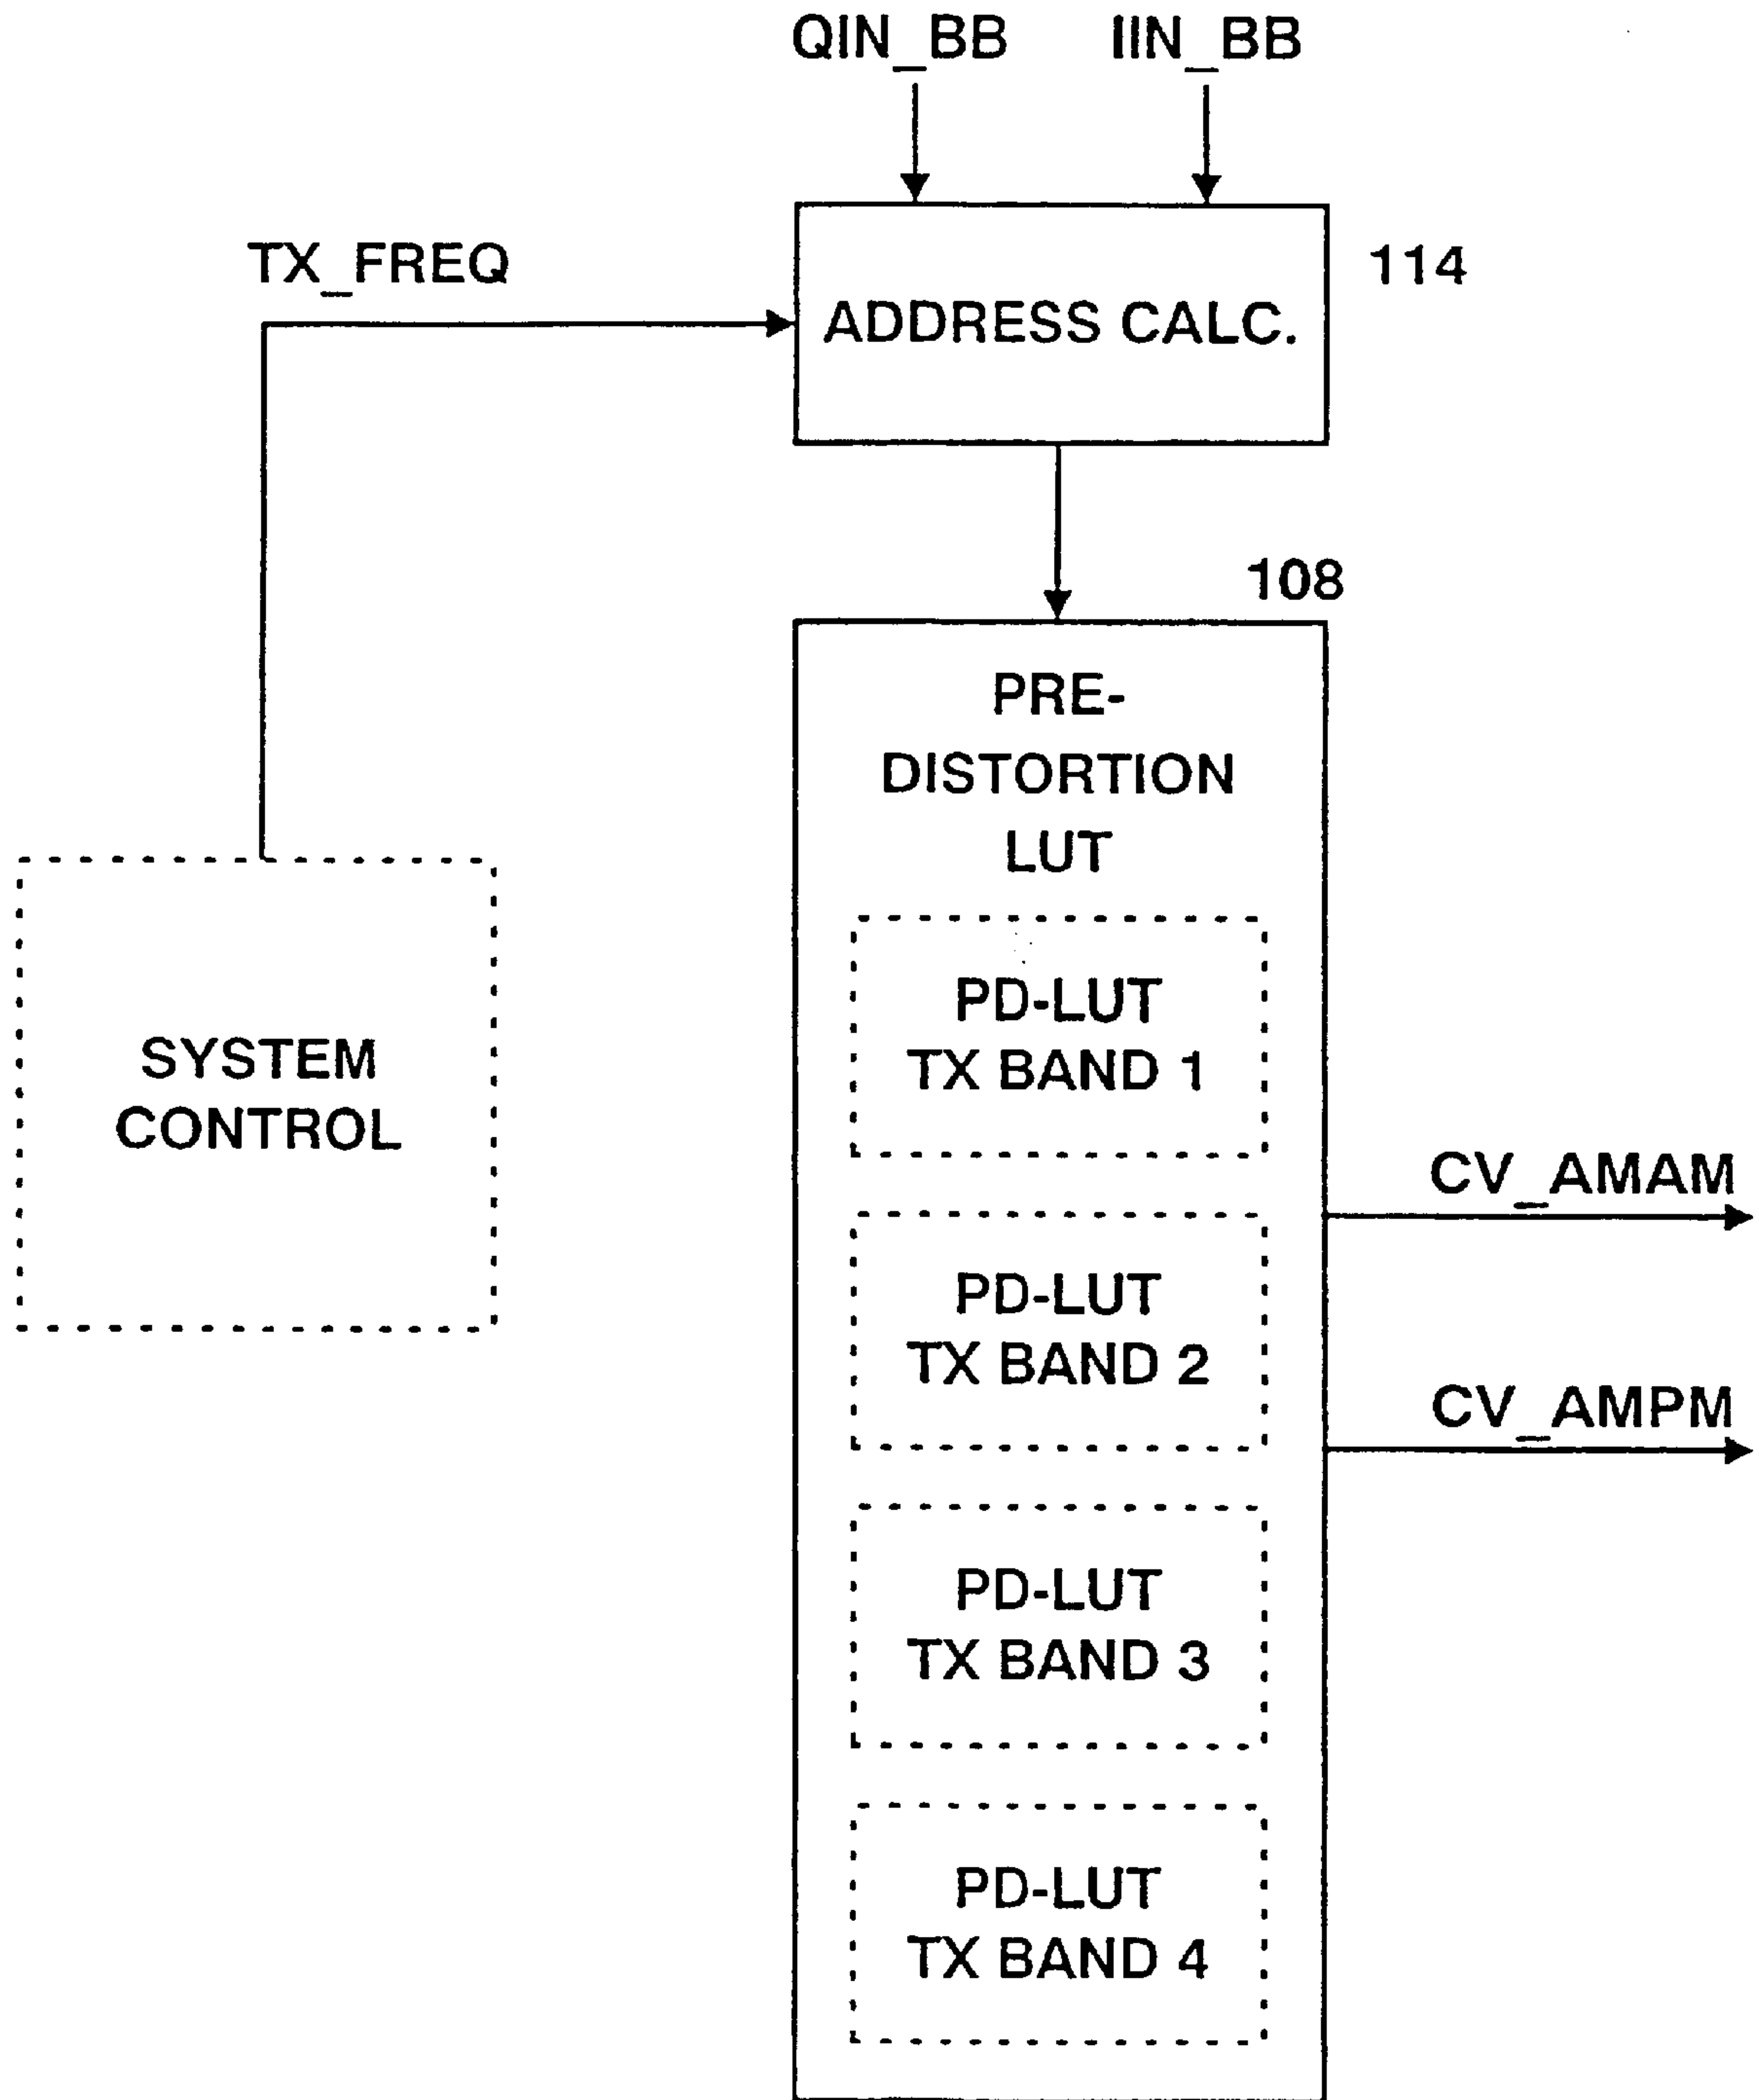 QIN_BB IIN_BB
TX_FREQ
114
ADDRESS CALC.
108
PRE-
DISTORTION
LUT
PD-LUT
TX BAND 1
SYSTEM
CONTROL
CV_AMAM
PD-LUT
TX BAND 2
CV_AMPM
PD-LUT
TX BAND 3
PD-LUT
TX BAND 4